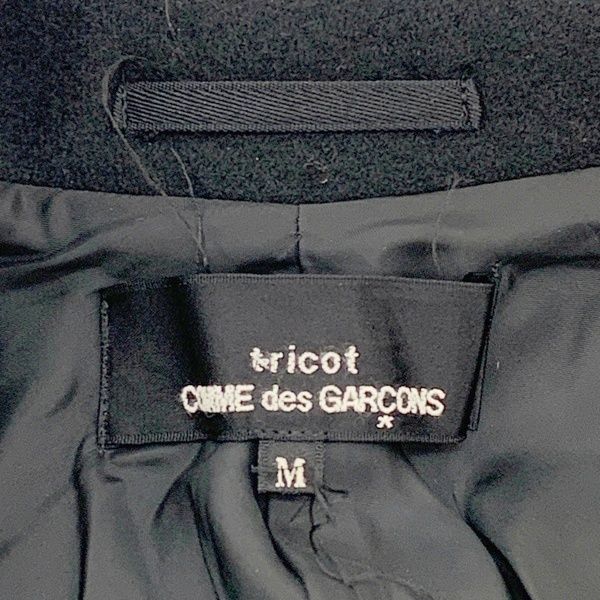 tricot
COMME des GARÇONS
*
M